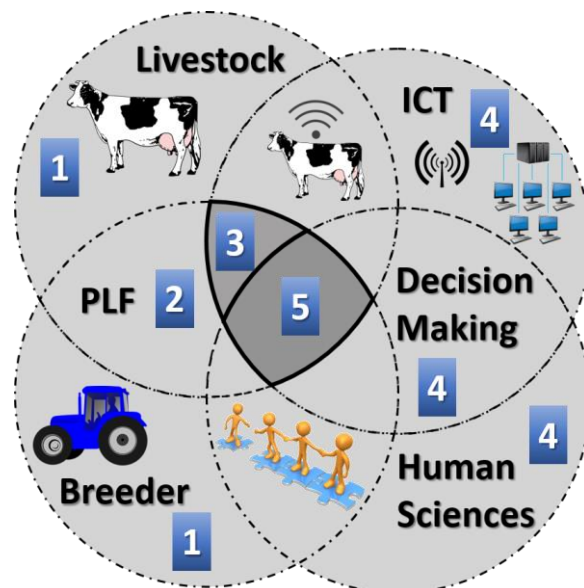 Livestock
ICT
4
1
3
PLF
2
5
Decision
Making
4
4
Breeder
Human
Sciences
1